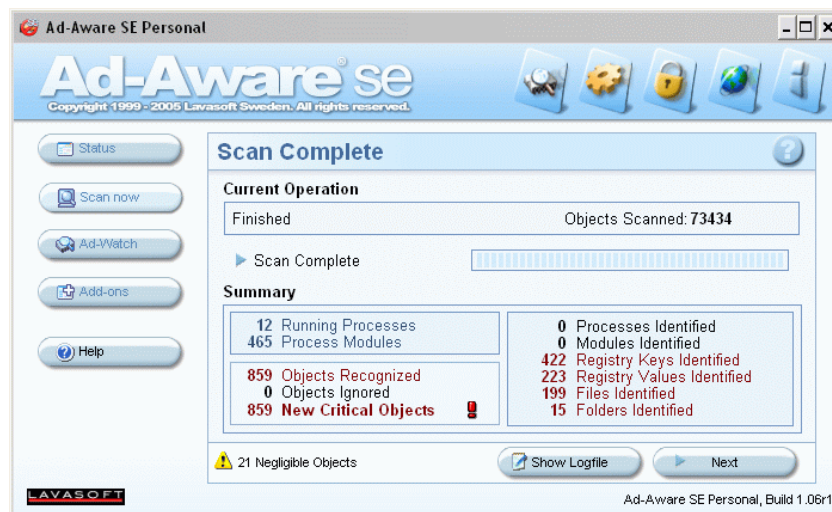 Ad-Aware SE Personal
Ad-Aware® SE
Copyright 1999 - 2005 Lavasoft Sweden. All rights reserved.
Status
Scan now
Ad-Watch
Add-ons
Help
Scan Complete
?
Current Operation
Finished
Objects Scanned: 73434
Scan Complete
Summary
12 Running Processes
465 Process Modules
859 Objects Recognized
0 Objects Ignored
859 New Critical Objects
0 Processes Identified
0 Modules Identified
422 Registry Keys Identified
223 Registry Values Identified
199 Files Identified
15 Folders Identified
21 Negligible Objects
Show Logfile
Next
LAVASOFT
Ad-Aware SE Personal, Build 1.06r1